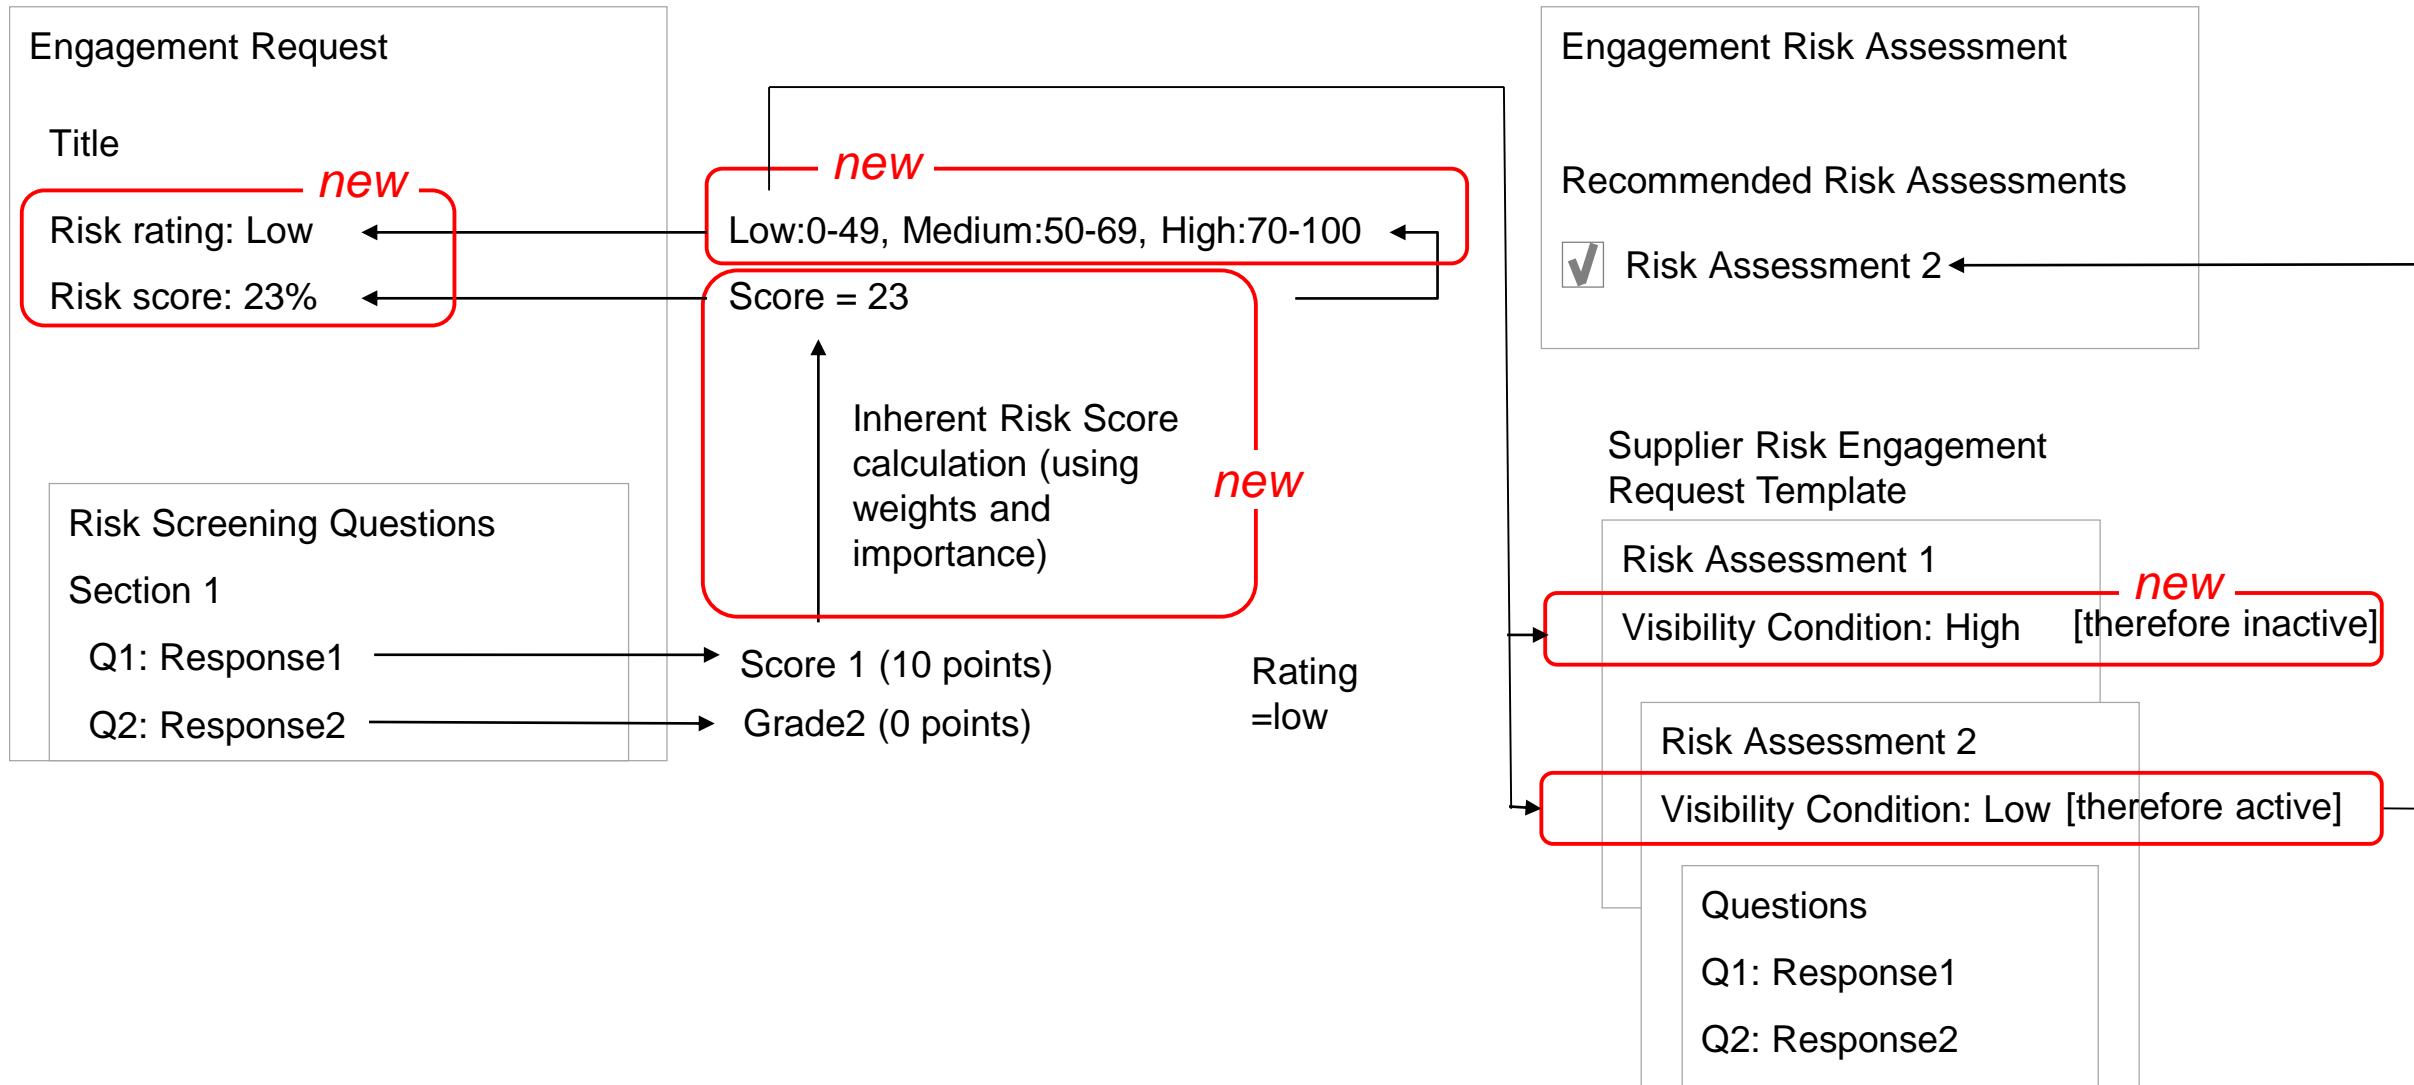 Engagement Request
Title
new
Risk rating: Low
Risk score: 23%
Risk Screening Questions
Section 1
Q1: Response1
Q2: Response2
new
Low:0-49, Medium:50-69, High:70-100
Score = 23
Inherent Risk Score
calculation (using
weights and
importance)
new
Score 1 (10 points)
Grade2 (0 points)
Rating
=low
Engagement Risk Assessment
Recommended Risk Assessments
Risk Assessment 2
Supplier Risk Engagement
Request Template
Risk Assessment 1
new
Visibility Condition: High [therefore inactive]
Risk Assessment 2
Visibility Condition: Low [therefore active]
Questions
Q1: Response1
Q2: Response2